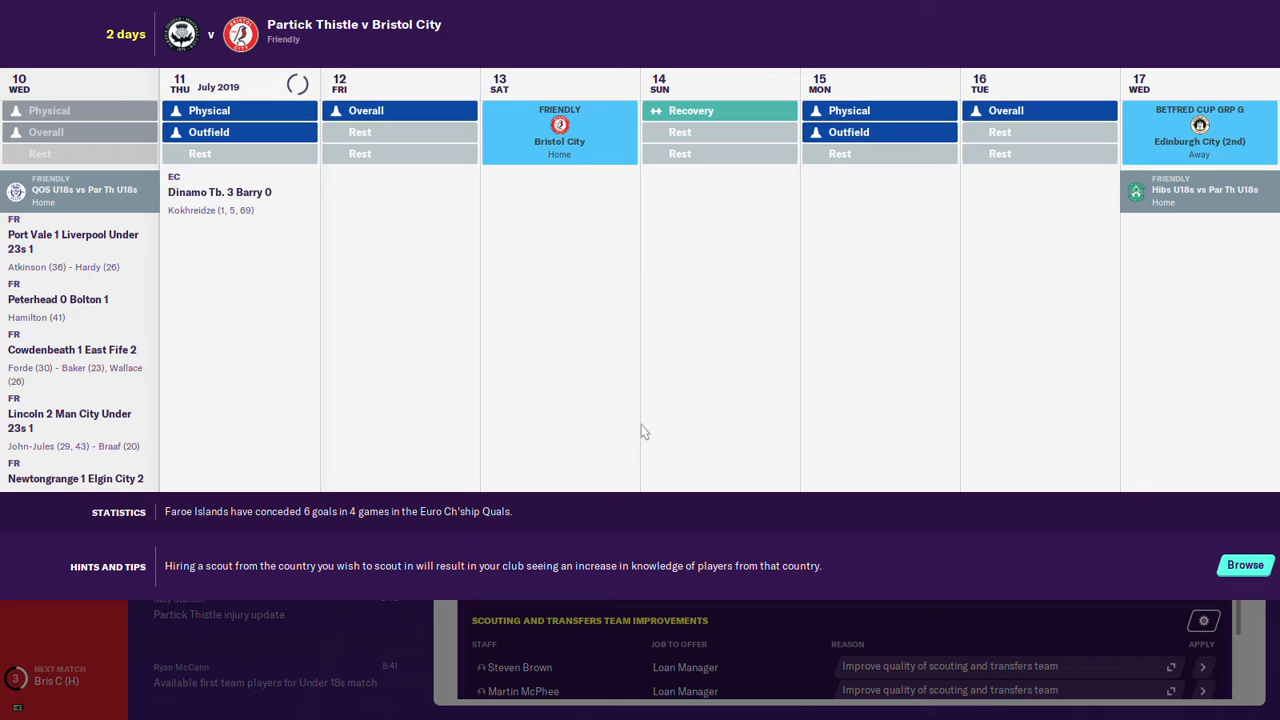 2 days
v
Partick Thistle v Bristol City
Friendly
10
WED
Physical
Overall
Rest
FRIENDLY
QOS U18s vs Par Th U18s
Home
FR
Port Vale 1 Liverpool Under
23s 1
Atkinson (36) - Hardy (26)
FR
Peterhead 0 Bolton 1
Hamilton (41)
FR
Cowdenbeath 1 East Fife 2
Forde (30) - Baker (23), Wallace
(26)
FR
Lincoln 2 Man City Under
23s 1
John-Jules (29, 43) - Braaf (20)
FR
Newtongrange 1 Elgin City 2
11
THU
July 2019
Physical
Outfield
Rest
EC
Dinamo Tb. 3 Barry 0
Kokhreidze (1, 5, 69)
12
FRI
Overall
Rest
Rest
13
SAT
FRIENDLY
Bristol City
Home
14
SUN
Recovery
Rest
Rest
15
MON
Physical
Outfield
Rest
16
TUE
Overall
Rest
Rest
17
WED
BETFRED CUP GRP G
Edinburgh City (2nd)
Away
FRIENDLY
Hibs U18s vs Par Th U18s
Home
STATISTICS
Faroe Islands have conceded 6 goals in 4 games in the Euro Ch'ship Quals.
HINTS AND TIPS
Hiring a scout from the country you wish to scout in will result in your club seeing an increase in knowledge of players from that country.
Browse
3
NEXT MATCH
Bris C (H)
Partick Thistle injury update
Ryan McCann
8:41
Available first team players for Under 18s match
SCOUTING AND TRANSFERS TEAM IMPROVEMENTS
STAFF
JOB TO OFFER
REASON
APPLY
Steven Brown
Loan Manager
Improve quality of scouting and transfers team
Martin McPhee
Loan Manager
Improve quality of scouting and transfers team